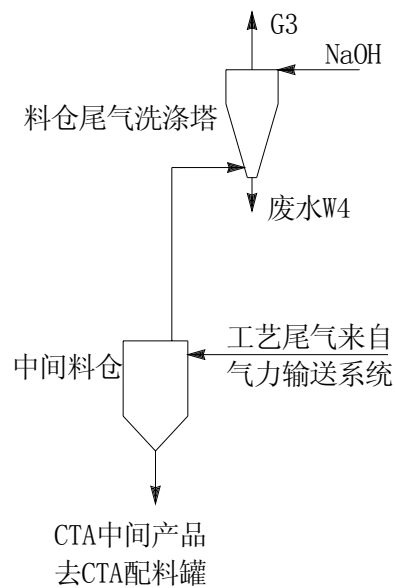 G3
NaOH
料仓尾气洗涤塔
废水W4
中间料仓
工艺尾气来自
气力输送系统
CTA中间产品
去CTA配料罐